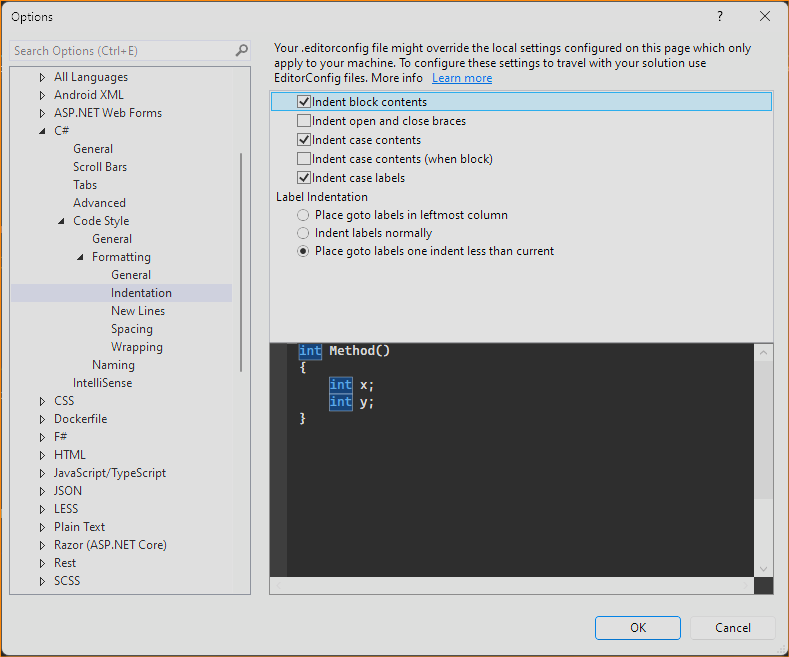 Options
?
Search Options (Ctrl+E)
All Languages
Android XML
ASP.NET Web Forms
C#
General
Scroll Bars
Tabs
Advanced
Code Style
General
Formatting
General
Indentation
New Lines
Spacing
Wrapping
Naming
IntelliSense
CSS
Dockerfile
F#
HTML
JavaScript/TypeScript
JSON
LESS
Plain Text
Razor (ASP.NET Core)
Rest
SCSS
Your .editorconfig file might override the local settings configured on this page which only
apply to your machine. To configure these settings to travel with your solution use
EditorConfig files. More info Learn more
Indent block contents
Indent open and close braces
Indent case contents
Indent case contents (when block)
Indent case labels
Label Indentation
Place goto labels in leftmost column
Indent labels normally
Place goto labels one indent less than current
int Method()
{
int x;
int y;
}
OK
Cancel